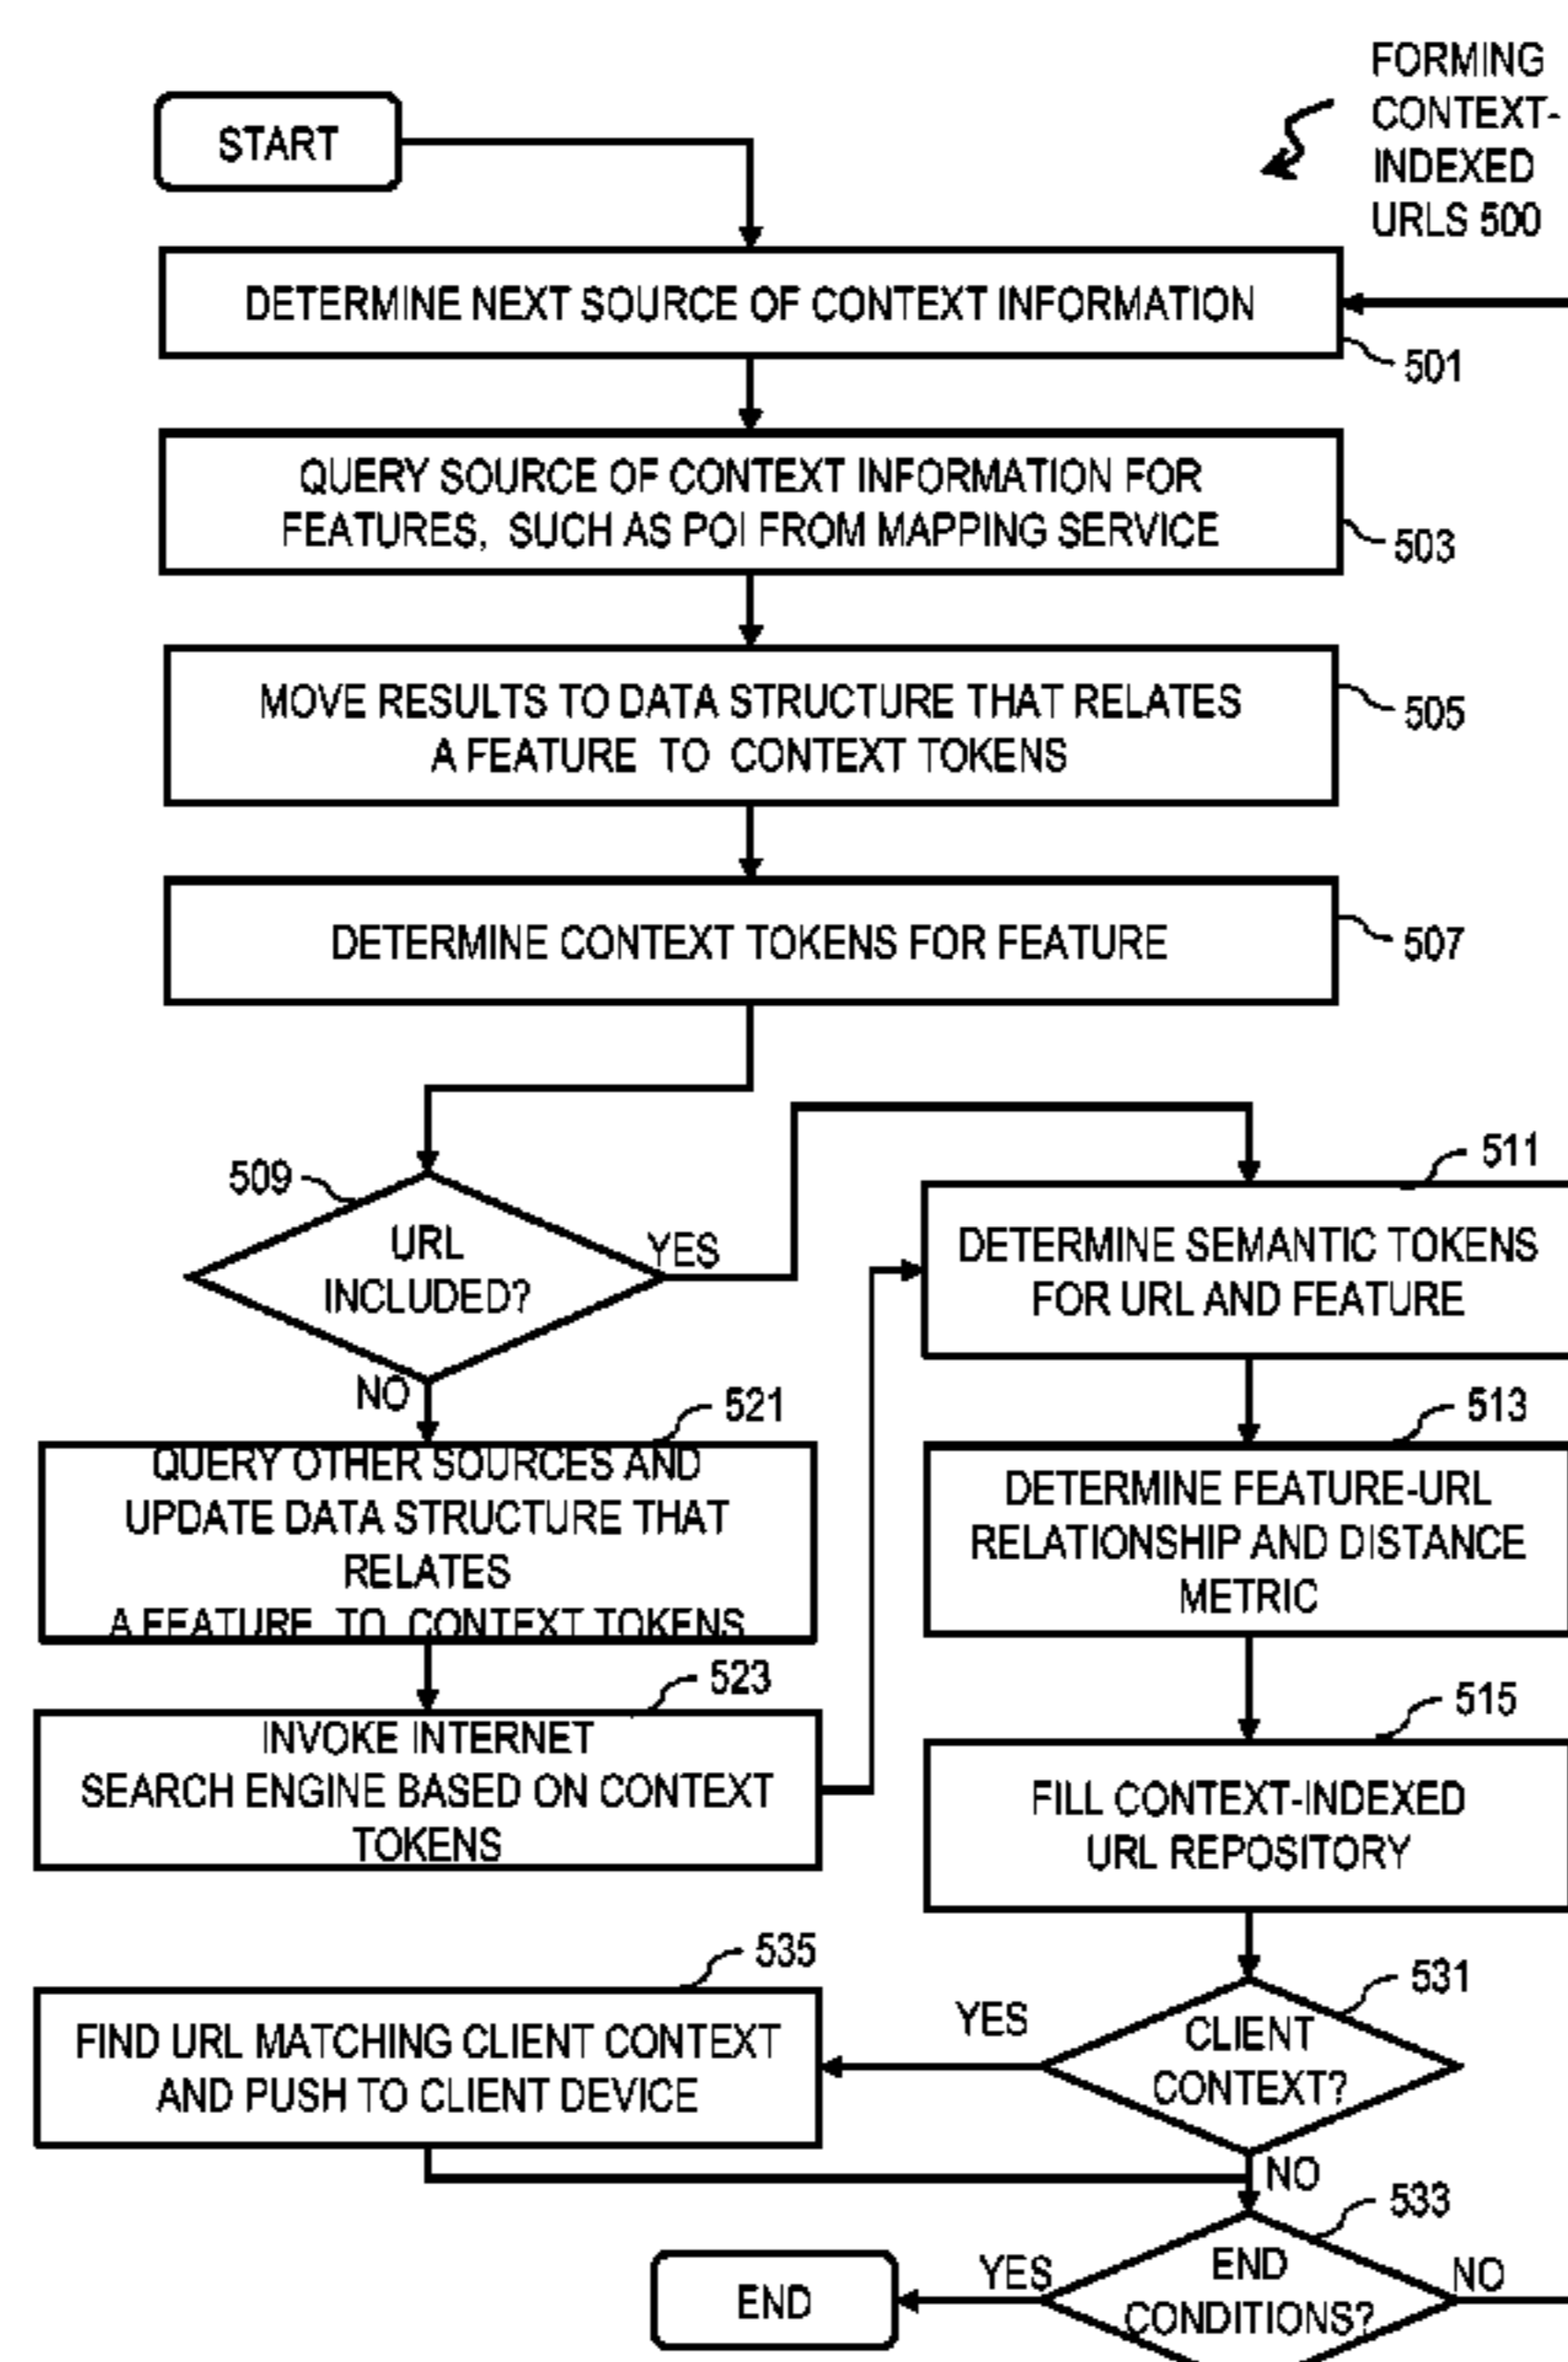 FORMING
CONTEXT-
INDEXED
URLS 500
START
DETERMINE NEXT SOURCE OF CONTEXT INFORMATION
501
QUERY SOURCE OF CONTEXT INFORMATION FOR
FEATURES, SUCH AS POI FROM MAPPING SERVICE
503
MOVE RESULTS TO DATA STRUCTURE THAT RELATES
A FEATURE TO CONTEXT TOKENS
505
DETERMINE CONTEXT TOKENS FOR FEATURE
507
509
URL
INCLUDED?
YES
NO
511
DETERMINE SEMANTIC TOKENS
FOR URL AND FEATURE
521
QUERY OTHER SOURCES AND
UPDATE DATA STRUCTURE THAT
RELATES
A FEATURE TO CONTEXT TOKENS
513
DETERMINE FEATURE-URL
RELATIONSHIP AND DISTANCE
METRIC
523
INVOKE INTERNET
SEARCH ENGINE BASED ON CONTEXT
TOKENS
515
FILL CONTEXT-INDEXED
URL REPOSITORY
535
FIND URL MATCHING CLIENT CONTEXT
AND PUSH TO CLIENT DEVICE
YES
531
CLIENT
CONTEXT?
NO
533
END
YES
END
CONDITIONS?
NO